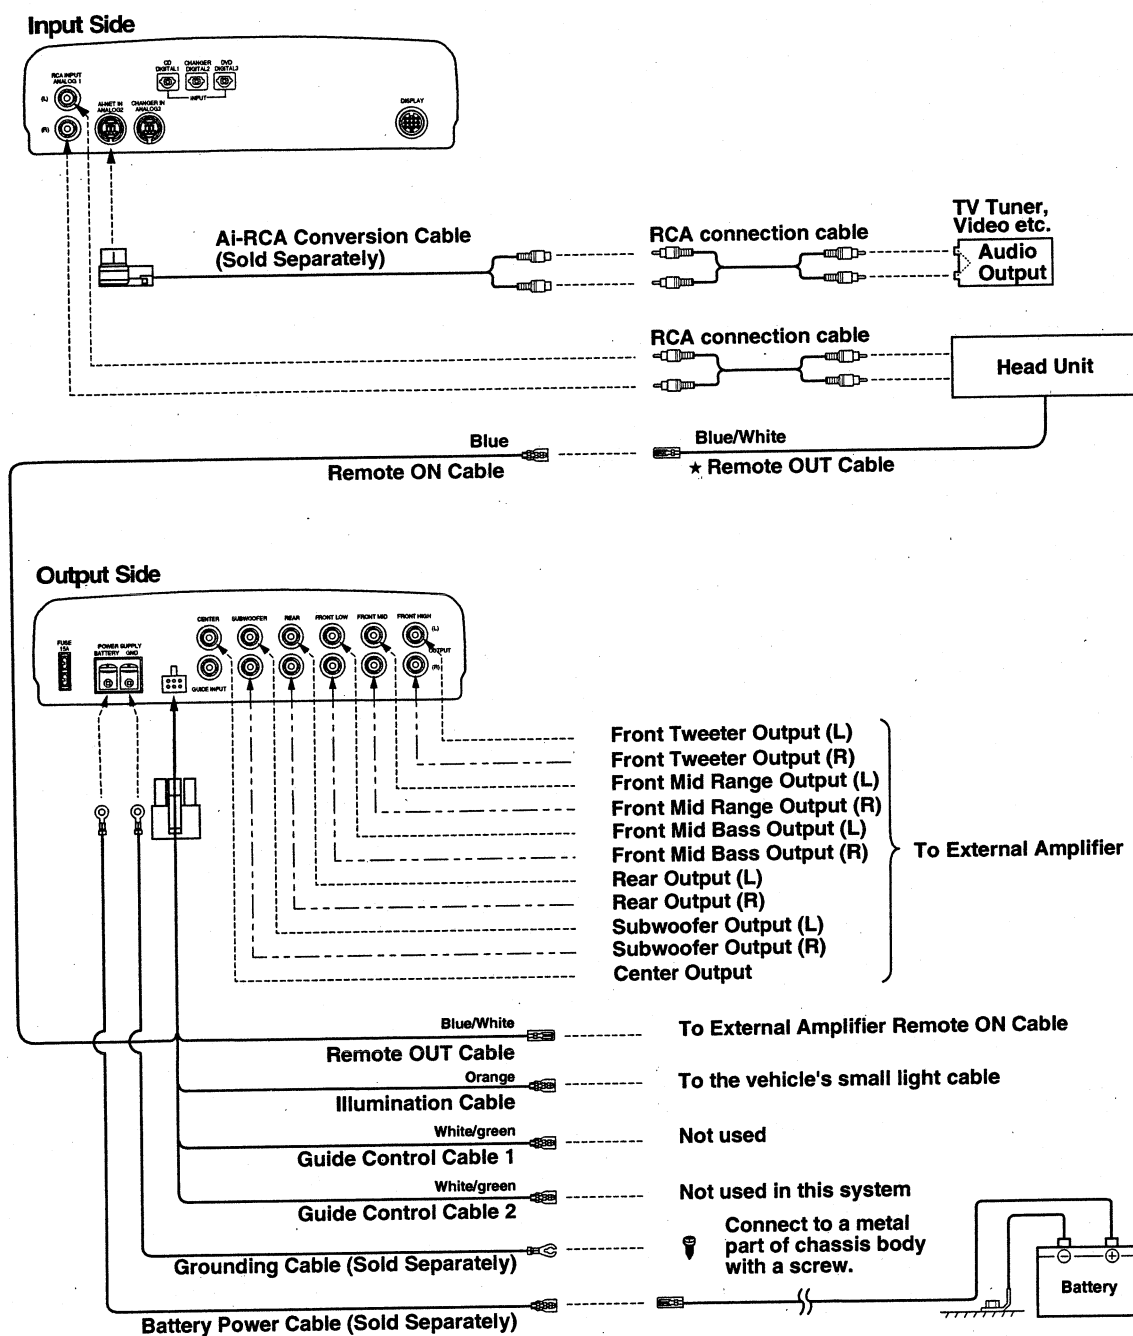 Input Side
RCA INPUT
ANALOG 1
(L)
(R)
AI-NET IN
ANALOG2
CHANGER IN
ANALOG3
CD
DIGITAL1
CHANGER
DIGITAL2
DVD
DIGITAL3
INPUT
DISPLAY
Ai-RCA Conversion Cable
(Sold Separately)
RCA connection cable
TV Tuner,
Video etc.
Audio
Output
RCA connection cable
Head Unit
Blue
Remote ON Cable
Blue/White
★ Remote OUT Cable
Output Side
FUSE
15A
POWER SUPPLY
BATTERY GND
CENTER
SUBWOOFER
REAR
FRONT LOW
FRONT MID
FRONT HIGH
(L)
OUTPUT
(R)
GUIDE INPUT
Front Tweeter Output (L)
Front Tweeter Output (R)
Front Mid Range Output (L)
Front Mid Range Output (R)
Front Mid Bass Output (L)
Front Mid Bass Output (R)
Rear Output (L)
Rear Output (R)
Subwoofer Output (L)
Subwoofer Output (R)
Center Output
To External Amplifier
Blue/White
Remote OUT Cable
To External Amplifier Remote ON Cable
Orange
Illumination Cable
To the vehicle's small light cable
White/green
Guide Control Cable 1
Not used
White/green
Guide Control Cable 2
Not used in this system
Grounding Cable (Sold Separately)
Connect to a metal
part of chassis body
with a screw.
Battery Power Cable (Sold Separately)
Battery